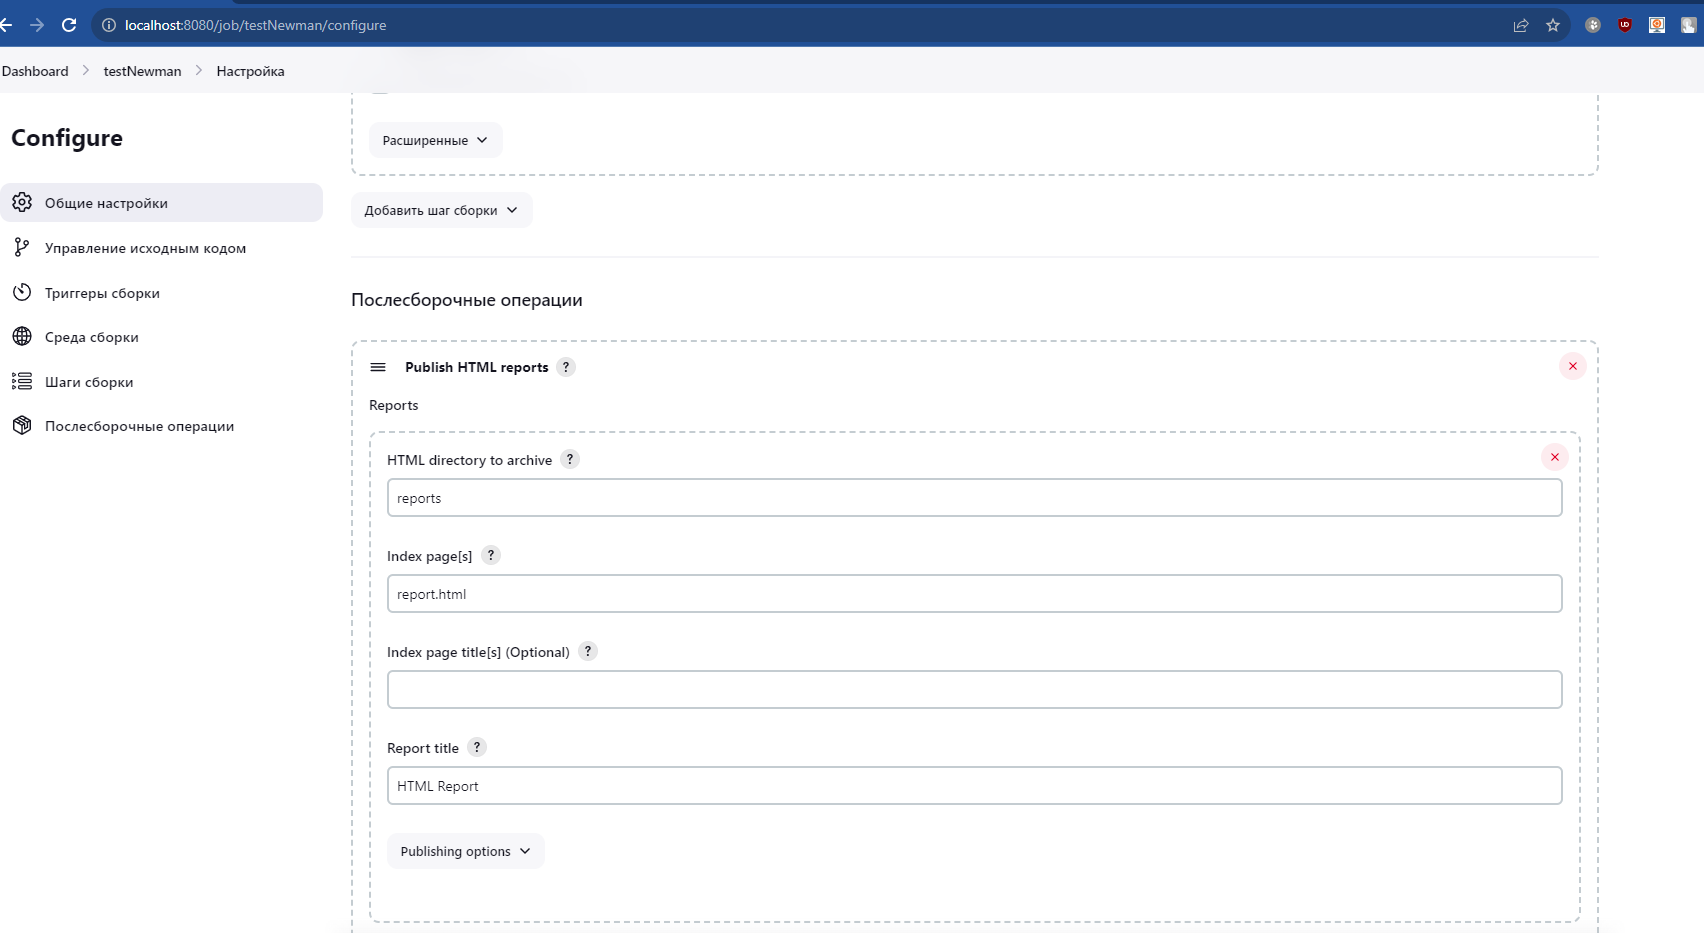 localhost:8080/job/testNewman/configure
Dashboard > testNewman > Настройка
Configure
Общие настройки
Управление исходным кодом
Триггеры сборки
Среда сборки
Шаги сборки
Послесборочные операции
Расширенные
Добавить шаг сборки
Послесборочные операции
Publish HTML reports ?
Reports
HTML directory to archive ?
reports
Index page[s] ?
report.html
Index page title[s] (Optional) ?
Report title ?
HTML Report
Publishing options